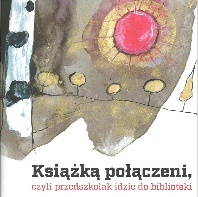 Książką połączeni,
czyli przedszkolak idzie do biblioteki